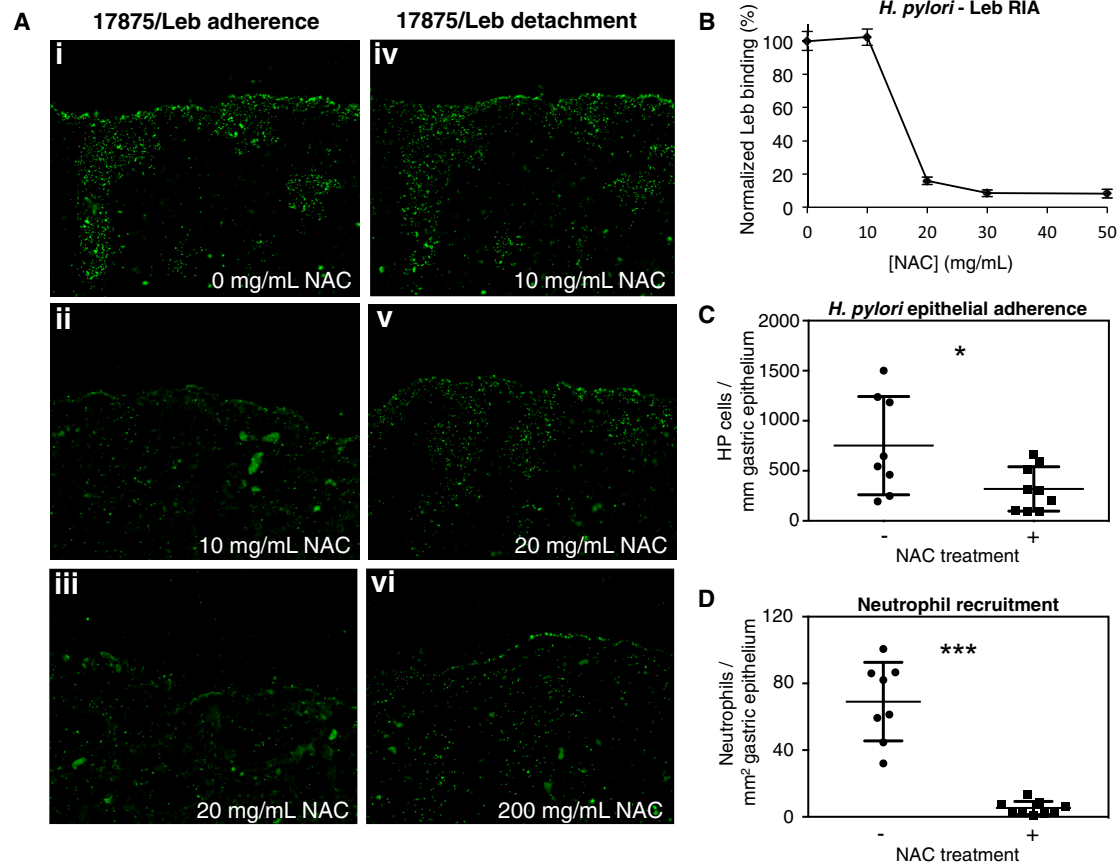 A
17875/Leb adherence
17875/Leb detachment
i
0 mg/mL NAC
iv
10 mg/mL NAC
ii
10 mg/mL NAC
v
20 mg/mL NAC
iii
20 mg/mL NAC
vi
200 mg/mL NAC
B
H. pylori - Leb RIA
Normalized Leb binding (%)
100
80
60
40
20
0
0 10 20 30 40 50
[NAC] (mg/mL)
C
H. pylori epithelial adherence
HP cells /
mm gastric epithelium
2000
1500
1000
500
0
*
- +
NAC treatment
D
Neutrophil recruitment
Neutrophils /
mm² gastric epithelium
120
80
40
0
***
- +
NAC treatment